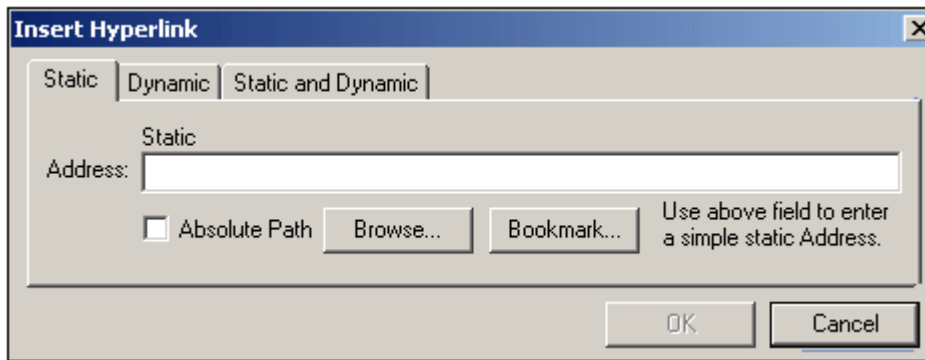 Insert Hyperlink
Static Dynamic Static and Dynamic
Static
Address:
Absolute Path Browse... Bookmark... Use above field to enter
a simple static Address.
OK Cancel